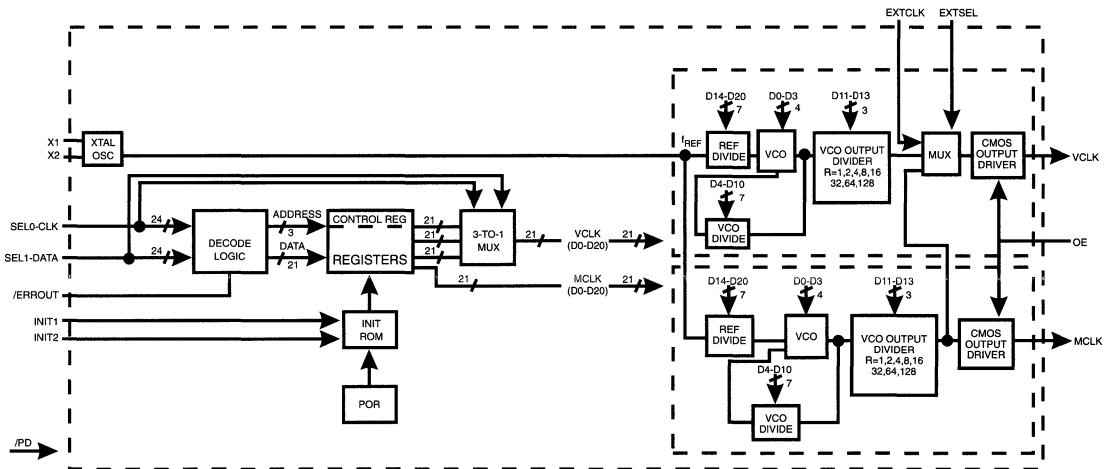 EXTCLK EXTSEL
D14-D20
7
D0-D3
4
D11-D13
3
X1
X2
XTAL
OSC
fREF
REF
DIVIDE
VCO
VCO OUTPUT
DIVIDER
R=1,2,4,8,16
32,64,128
MUX
CMOS
OUTPUT
DRIVER
VCLK
D4-D10
7
VCO
DIVIDE
SEL0-CLK
24
SEL1-DATA
24
DECODE
LOGIC
ADDRESS
3
DATA
21
CONTROL REG
REGISTERS
21
21
21
3-TO-1
MUX
21
VCLK
(D0-D20)
21
OE
/ERROUT
21
MCLK
(D0-D20)
21
INIT1
INIT2
INIT
ROM
POR
/PD
D14-D20
7
D0-D3
4
D11-D13
3
REF
DIVIDE
VCO
VCO OUTPUT
DIVIDER
R=1,2,4,8,16
32,64,128
CMOS
OUTPUT
DRIVER
MCLK
D4-D10
7
VCO
DIVIDE